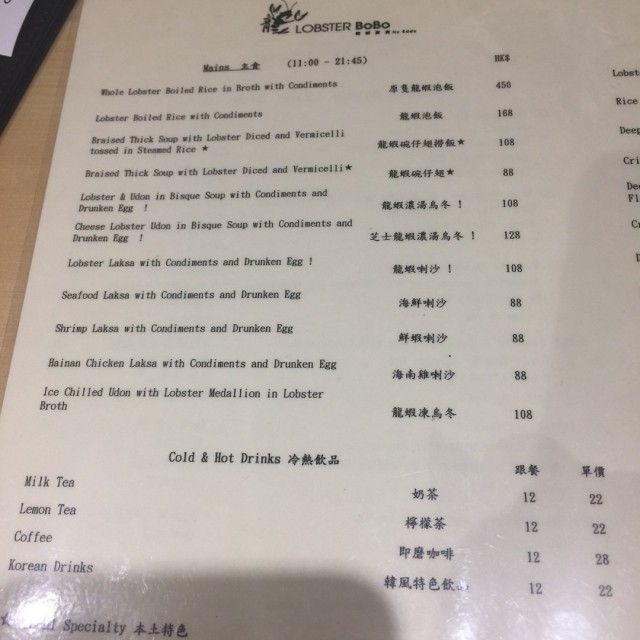 LOBSTER BoBo
Mains 主食 (11:00 - 21:45) HK$
Whole Lobster Boiled Rice in Broth with Condiments 原隻龍蝦泡飯 450
Lobster Boiled Rice with Condiments 龍蝦泡飯 168
Braised Thick Soup with Lobster Diced and Vermicelli
tossed in Steamed Rice ★ 龍蝦碗仔翅撈飯★ 108
Braised Thick Soup with Lobster Diced and Vermicelli★ 龍蝦碗仔翅★ 88
Lobster & Udon in Bisque Soup with Condiments and
Drunken Egg ! 龍蝦濃湯烏冬 ! 108
Cheese Lobster Udon in Bisque Soup with Condiments and
Drunken Egg ! 芝士龍蝦濃湯烏冬 ! 128
Lobster Laksa with Condiments and Drunken Egg ! 龍蝦喇沙 ! 108
Seafood Laksa with Condiments and Drunken Egg 海鮮喇沙 88
Shrimp Laksa with Condiments and Drunken Egg 鮮蝦喇沙 88
Hainan Chicken Laksa with Condiments and Drunken Egg 海南雞喇沙 88
Ice Chilled Udon with Lobster Medallion in Lobster
Broth 龍蝦凍烏冬 108
Cold & Hot Drinks 冷熱飲品 跟餐 單價
Milk Tea 奶茶 12 22
Lemon Tea 檸檬茶 12 22
Coffee 即磨咖啡 12 28
Korean Drinks 韓風特色飲品 12 22
Specialty 本土特色
Lobste
Rice
Deep
Cri
Dee
Fl
Cr
D